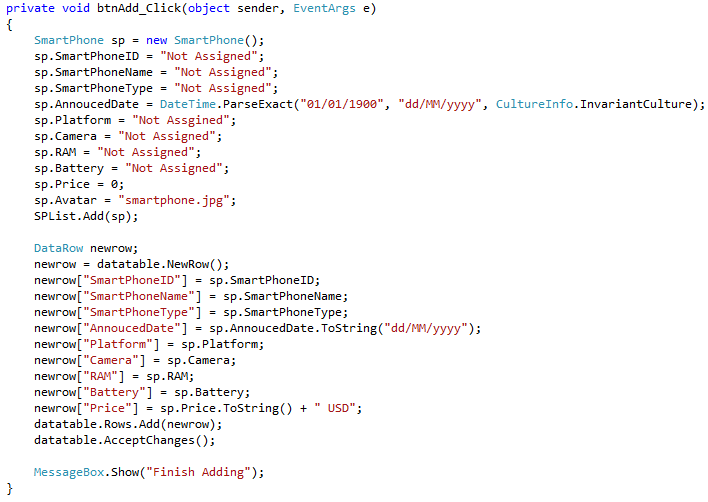 private void btnAdd_Click(object sender, EventArgs e)
{
SmartPhone sp = new SmartPhone();
sp.SmartPhoneID = "Not Assigned";
sp.SmartPhoneName = "Not Assigned";
sp.SmartPhoneType = "Not Assigned";
sp.AnnoucedDate = DateTime.ParseExact("01/01/1900", "dd/MM/yyyy", CultureInfo.InvariantCulture);
sp.Platform = "Not Assgined";
sp.Camera = "Not Assigned";
sp.RAM = "Not Assigned";
sp.Battery = "Not Assigned";
sp.Price = 0;
sp.Avatar = "smartphone.jpg";
SPList.Add(sp);
DataRow newrow;
newrow = datatable.NewRow();
newrow["SmartPhoneID"] = sp.SmartPhoneID;
newrow["SmartPhoneName"] = sp.SmartPhoneName;
newrow["SmartPhoneType"] = sp.SmartPhoneType;
newrow["AnnoucedDate"] = sp.AnnoucedDate.ToString("dd/MM/yyyy");
newrow["Platform"] = sp.Platform;
newrow["Camera"] = sp.Camera;
newrow["RAM"] = sp.RAM;
newrow["Battery"] = sp.Battery;
newrow["Price"] = sp.Price.ToString() + " USD";
datatable.Rows.Add(newrow);
datatable.AcceptChanges();
MessageBox.Show("Finish Adding");
}